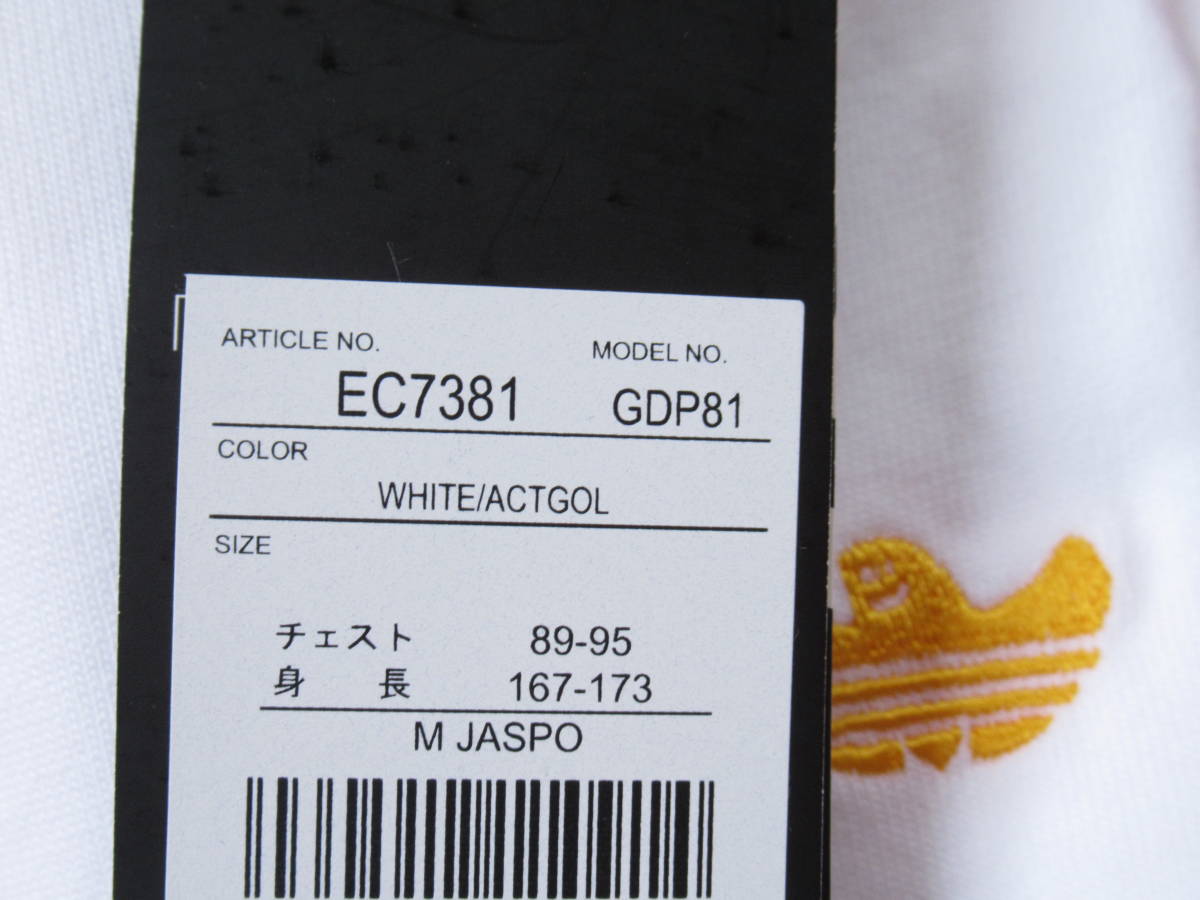 ARTICLE NO. MODEL NO.
EC7381 GDP81
COLOR
WHITE/ACTGOL
SIZE
チェスト 89-95
身 長 167-173
M JASPO